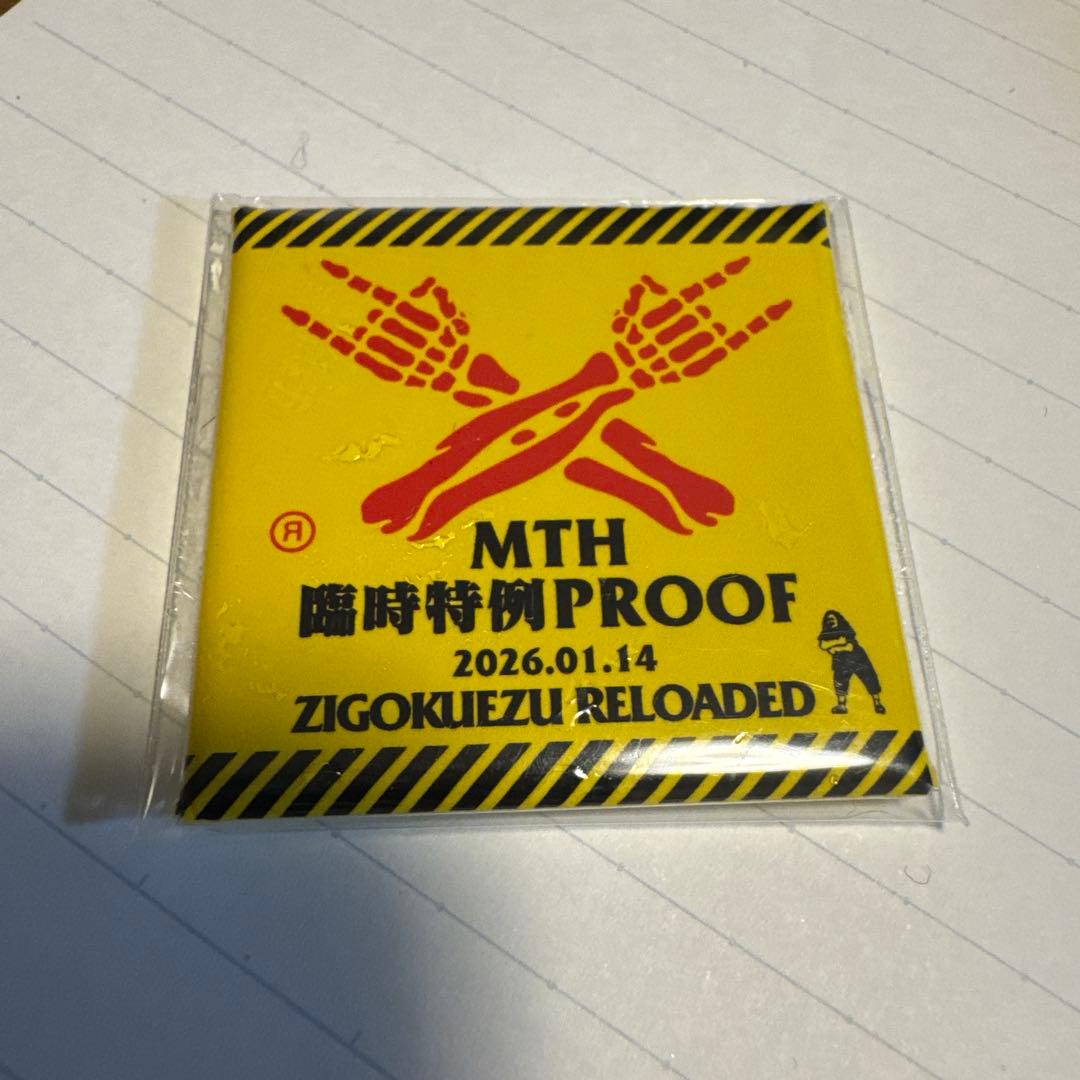 R
MTH
臨時特例PROOF
2026.01.14
ZIGOKUEZU RELOADED